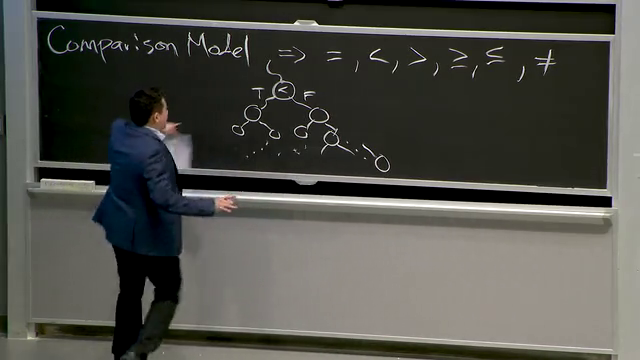 Comparison Model => =, <, >, ≥, ≤, ≠
T < F